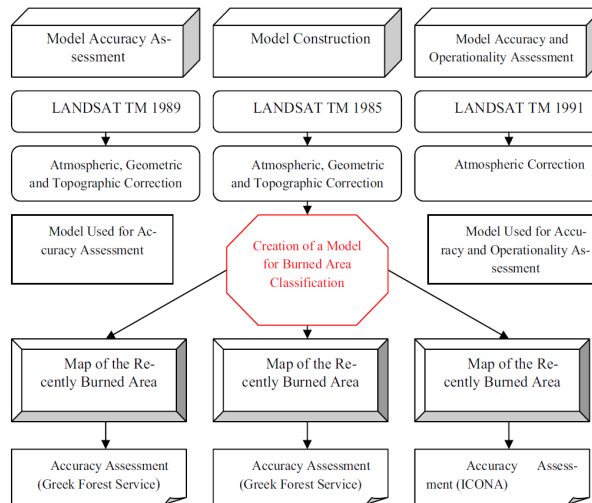 Model Accuracy As-
sessment
Model Construction
Model Accuracy and
Operationality Assessment
LANDSAT TM 1989
LANDSAT TM 1985
LANDSAT TM 1991
Atmospheric, Geometric
and Topographic Correction
Atmospheric, Geometric
and Topographic Correction
Atmospheric Correction
Model Used for Ac-
curacy Assessment
Creation of a Model
for Burned Area
Classification
Model Used for Accu-
racy and Operationality As-
sessment
Map of the Re-
cently Burned Area
Map of the Re-
cently Burned Area
Map of the Re-
cently Burned Area
Accuracy Assessment
(Greek Forest Service)
Accuracy Assessment
(Greek Forest Service)
Accuracy Assess-
ment (ICONA)